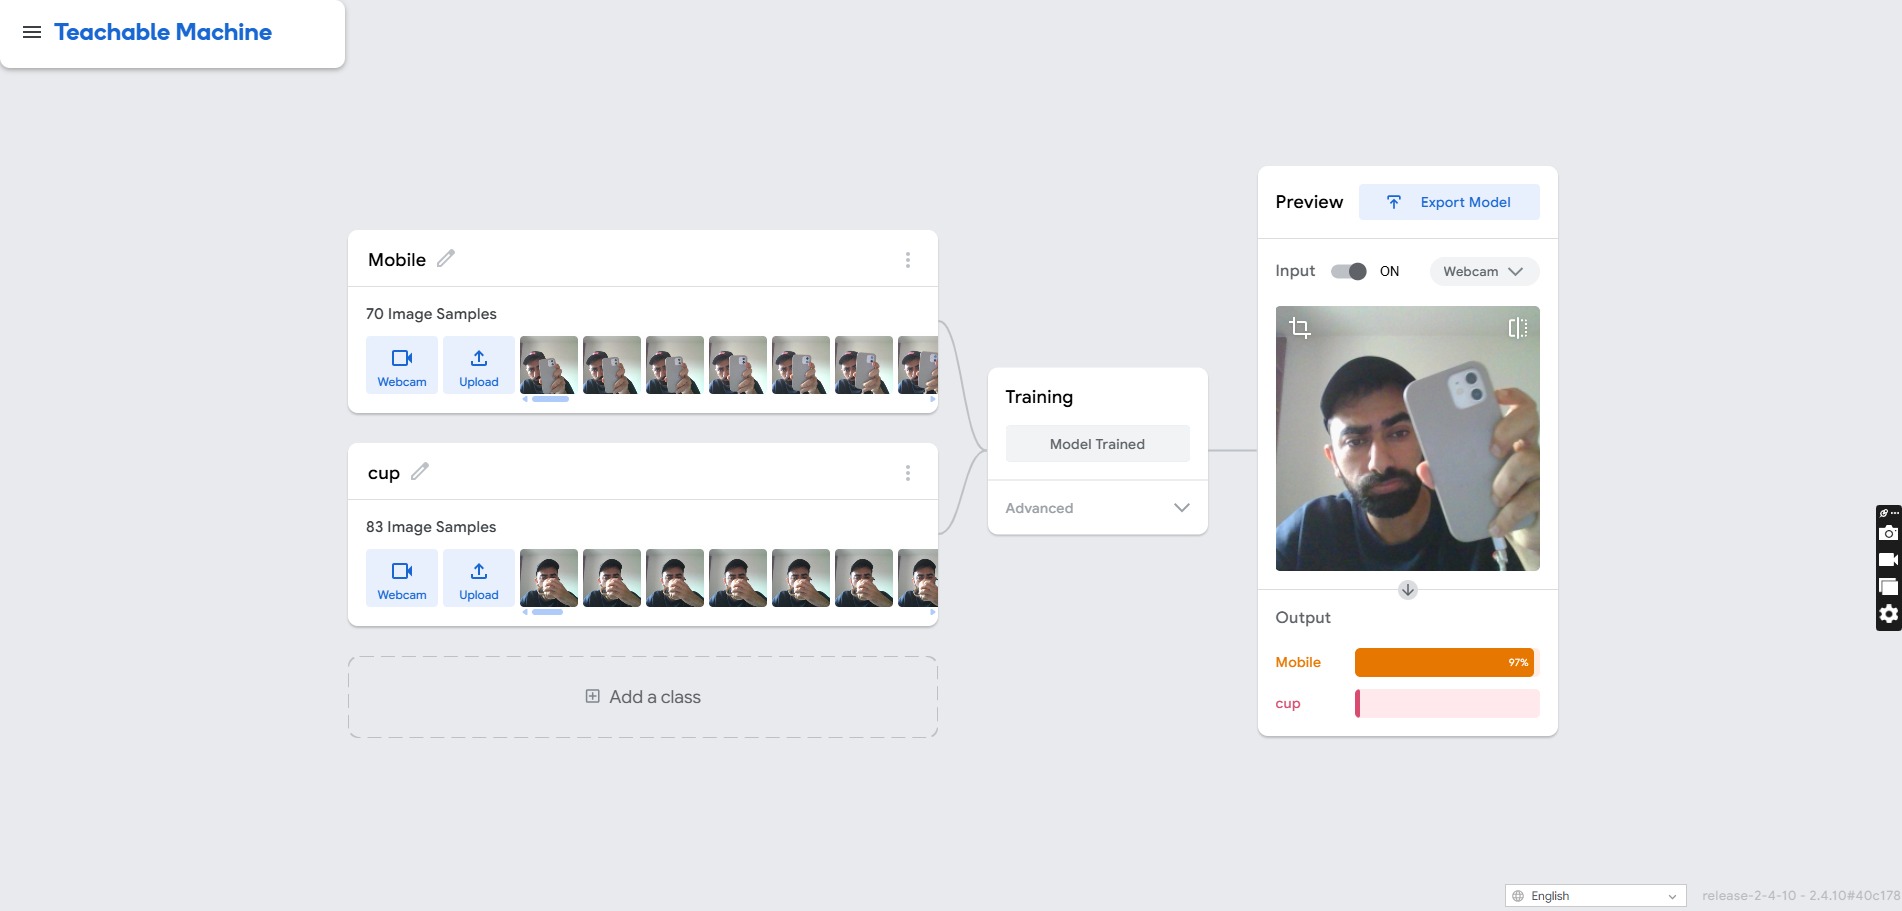 Teachable Machine
Mobile
70 Image Samples
Webcam
Upload
cup
83 Image Samples
Webcam
Upload
Add a class
Training
Model Trained
Advanced
Preview
Export Model
Input
ON
Webcam
Output
Mobile
97%
cup
English
release-2-4-10 - 2.4.10#40c178